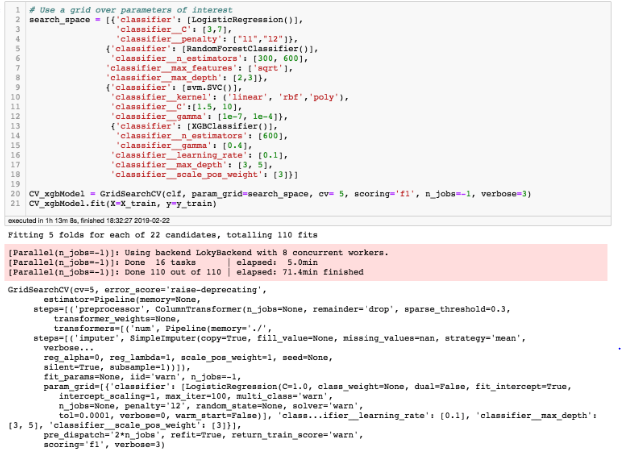 1 # Use a grid over parameters of interest
2 search_space = [{'classifier': [LogisticRegression()],
3 'classifier__C': [3,7],
4 'classifier__penalty': ["l1","l2"]},
5 {'classifier': [RandomForestClassifier()],
6 'classifier__n_estimators': [300, 600],
7 'classifier__max_features': ['sqrt'],
8 'classifier__max_depth': [2,3]},
9 {'classifier': [svm.SVC()],
10 'classifier__kernel': ('linear', 'rbf','poly'),
11 'classifier__C':[1.5, 10],
12 'classifier__gamma': [1e-7, 1e-4]},
13 {'classifier': [XGBClassifier()],
14 'classifier__n_estimators': [600],
15 'classifier__gamma': [0.4],
16 'classifier__learning_rate': [0.1],
17 'classifier__max_depth': [3, 5],
18 'classifier__scale_pos_weight': [3]}]
19
20 CV_xgbModel = GridSearchCV(clf, param_grid=search_space, cv= 5, scoring='f1', n_jobs=-1, verbose=3)
21 CV_xgbModel.fit(X=X_train, y=y_train)
executed in 1h 13m 8s, finished 18:32:27 2019-02-22
Fitting 5 folds for each of 22 candidates, totalling 110 fits
[Parallel(n_jobs=-1)]: Using backend LokyBackend with 8 concurrent workers.
[Parallel(n_jobs=-1)]: Done 16 tasks | elapsed: 5.0min
[Parallel(n_jobs=-1)]: Done 110 out of 110 | elapsed: 71.4min finished
GridSearchCV(cv=5, error_score='raise-deprecating',
estimator=Pipeline(memory=None,
steps=[('preprocessor', ColumnTransformer(n_jobs=None, remainder='drop', sparse_threshold=0.3,
transformer_weights=None,
transformers=[('num', Pipeline(memory='./',
steps=[('imputer', SimpleImputer(copy=True, fill_value=None, missing_values=nan, strategy='mean',
verbose...
reg_alpha=0, reg_lambda=1, scale_pos_weight=1, seed=None,
silent=True, subsample=1))]),
fit_params=None, iid='warn', n_jobs=-1,
param_grid=[{'classifier': [LogisticRegression(C=1.0, class_weight=None, dual=False, fit_intercept=True,
intercept_scaling=1, max_iter=100, multi_class='warn',
n_jobs=None, penalty='l2', random_state=None, solver='warn',
tol=0.0001, verbose=0, warm_start=False)], 'class...ifier__learning_rate': [0.1], 'classifier__max_depth':
[3, 5], 'classifier__scale_pos_weight': [3]}],
pre_dispatch='2*n_jobs', refit=True, return_train_score='warn',
scoring='f1', verbose=3)